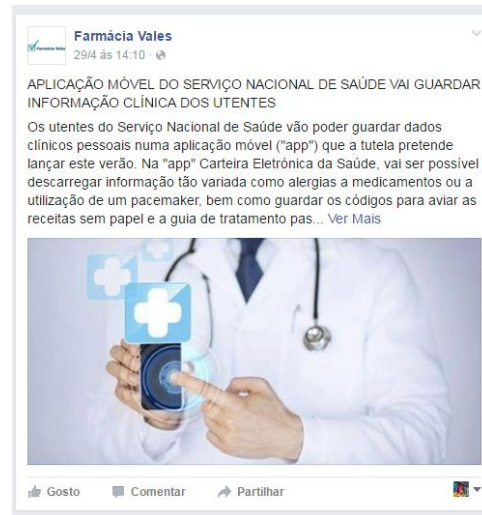 Farmácia Vales
Farmácia Vales
29/4 às 14:10 ·
APLICAÇÃO MÓVEL DO SERVIÇO NACIONAL DE SAÚDE VAI GUARDAR
INFORMAÇÃO CLÍNICA DOS UTENTES
Os utentes do Serviço Nacional de Saúde vão poder guardar dados
clínicos pessoais numa aplicação móvel ("app") que a tutela pretende
lançar este verão. Na "app" Carteira Eletrónica da Saúde, vai ser possível
descarregar informação tão variada como alergias a medicamentos ou a
utilização de um pacemaker, bem como guardar os códigos para aviar as
receitas sem papel e a guia de tratamento pas... Ver Mais
Gosto Comentar Partilhar